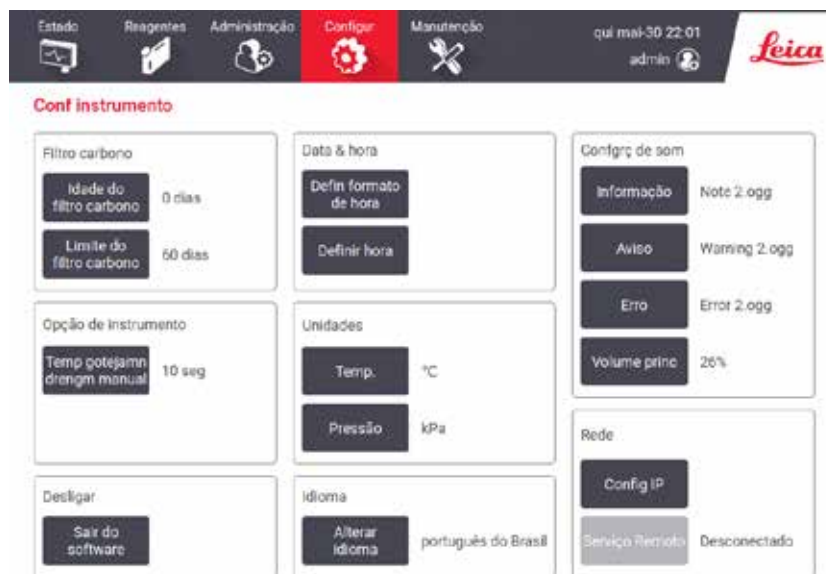 Estado Reagentes Administração Configur Manutenção
qui mai-30 22:01
admin
Leica
Conf instrumento
Filtro carbono
Idade do
filtro carbono
0 dias
Limite do
filtro carbono
60 dias
Data & hora
Defin formato
de hora
Definir hora
Confgrç de som
Informação Note 2.ogg
Aviso Warning 2.ogg
Erro Error 2.ogg
Volume princ 26%
Opção de Instrumento
Temp gotejamn
drengm manual
10 seg
Unidades
Temp. °C
Pressão kPa
Rede
Config IP
Serviço Remoto Desconectado
Desligar
Sair do
software
Idioma
Alterar
idioma
português do Brasil